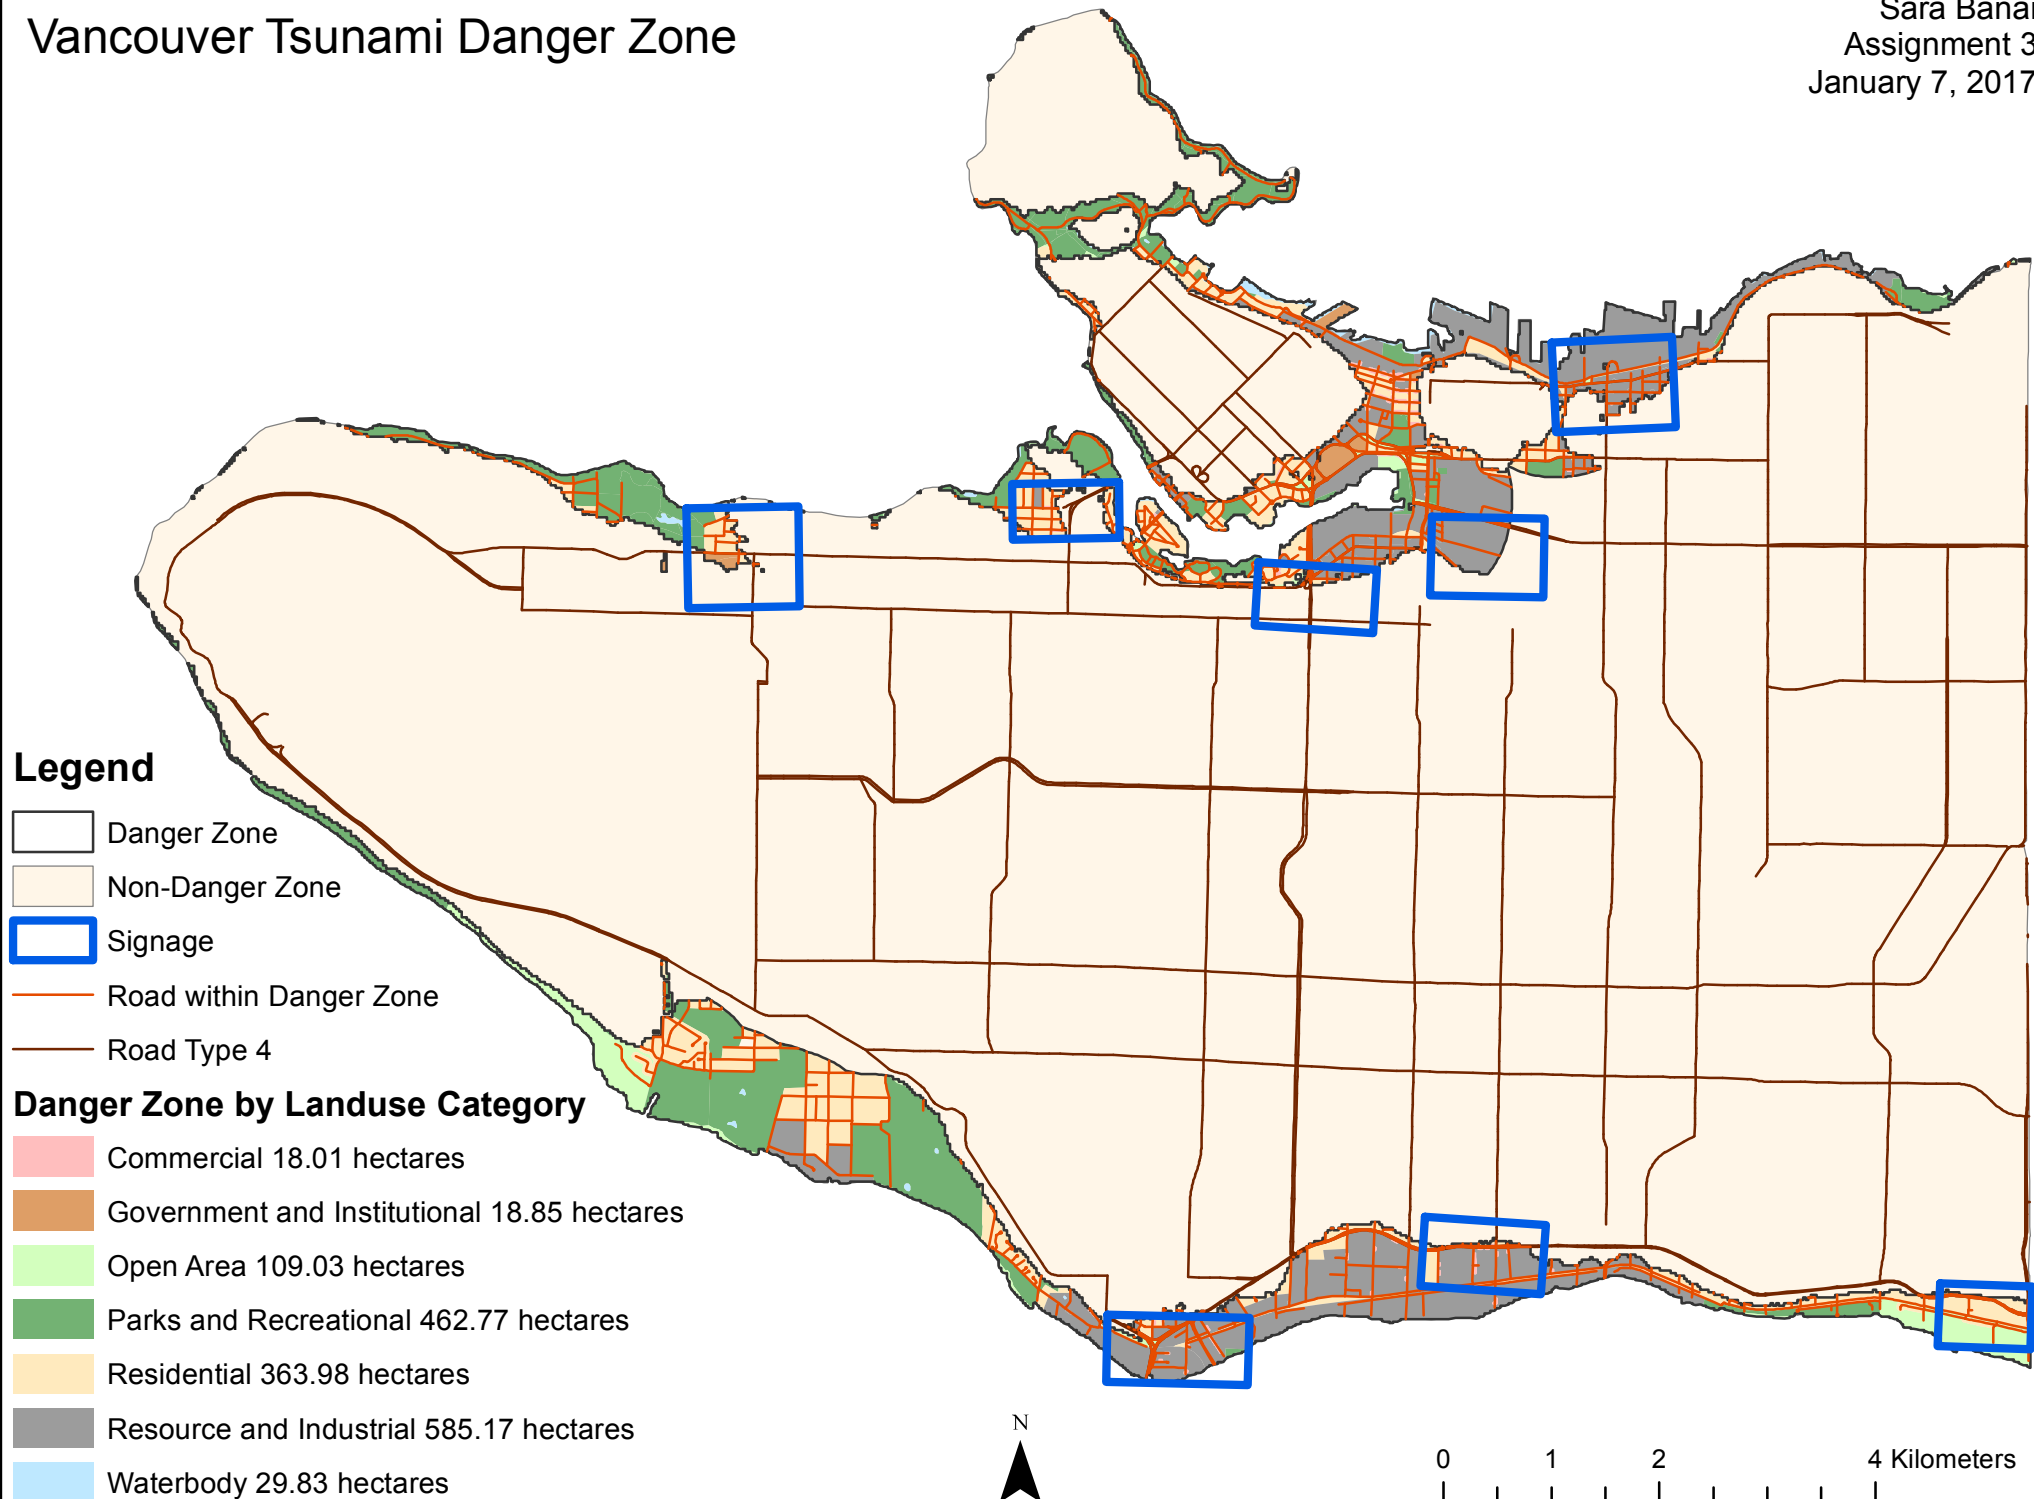 Vancouver Tsunami Danger Zone
Sara Banai
Assignment 3
January 7, 2017
Legend
Danger Zone
Non-Danger Zone
Signage
Road within Danger Zone
Road Type 4
Danger Zone by Landuse Category
Commercial 18.01 hectares
Government and Institutional 18.85 hectares
Open Area 109.03 hectares
Parks and Recreational 462.77 hectares
Residential 363.98 hectares
Resource and Industrial 585.17 hectares
Waterbody 29.83 hectares
N
0 1 2 4 Kilometers